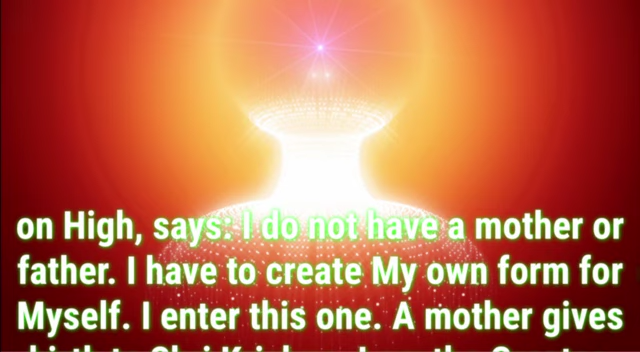 on High, says: I do not have a mother or
father. I have to create My own form for
Myself. I enter this one. A mother gives